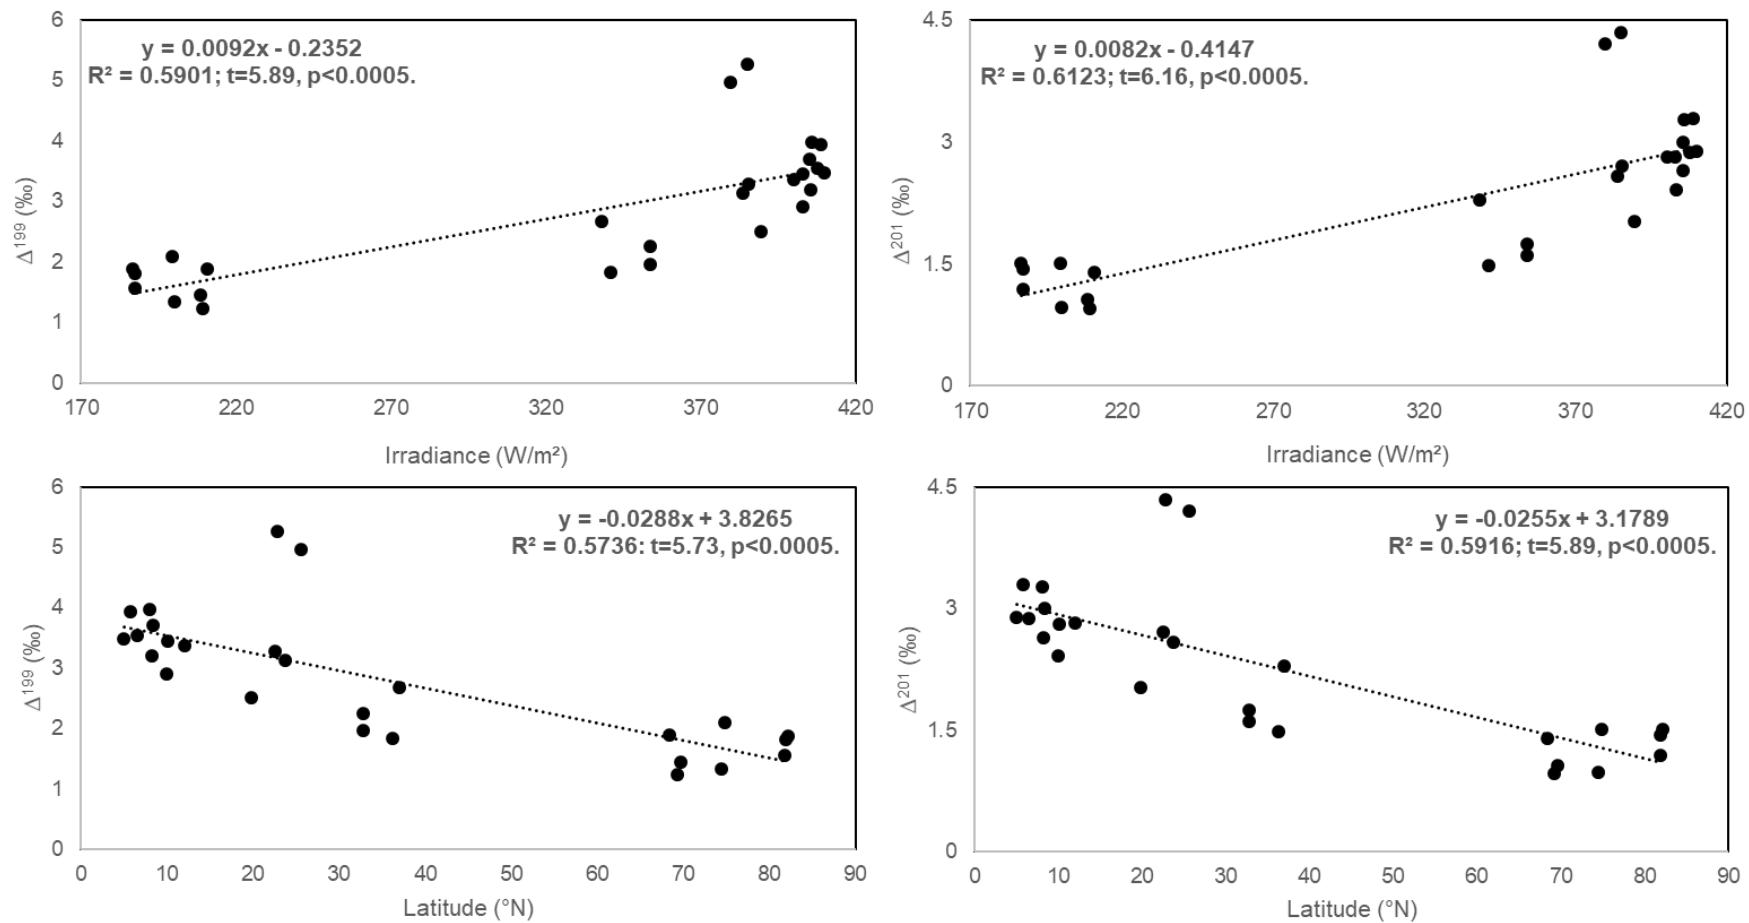 y = 0.0092x - 0.2352
R² = 0.5901; t=5.89, p<0.0005.
6
5
4
3
2
1
0
Δ¹⁹⁹ (‰)
170 220 270 320 370 420
Irradiance (W/m²)
y = 0.0082x - 0.4147
R² = 0.6123; t=6.16, p<0.0005.
4.5
3
1.5
0
Δ²⁰¹ (‰)
170 220 270 320 370 420
Irradiance (W/m²)
y = -0.0288x + 3.8265
R² = 0.5736: t=5.73, p<0.0005.
6
5
4
3
2
1
0
Δ¹⁹⁹ (‰)
0 10 20 30 40 50 60 70 80 90
Latitude (°N)
y = -0.0255x + 3.1789
R² = 0.5916; t=5.89, p<0.0005.
4.5
3
1.5
0
Δ²⁰¹ (‰)
0 10 20 30 40 50 60 70 80 90
Latitude (°N)